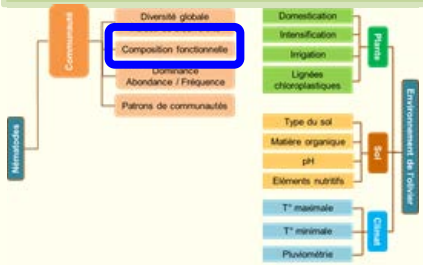 Communauté
Diversité globale
Composition fonctionnelle
Dominance
Abondance / Fréquence
Patrons de communautés
Nématodes
Domestication
Intensification
Irrigation
Lignées
chloroplastiques
Plante
Type du sol
Matière organique
pH
Eléments nutritifs
Sol
T° maximale
T° minimale
Pluviométrie
Climat
Environnement de l'olivier